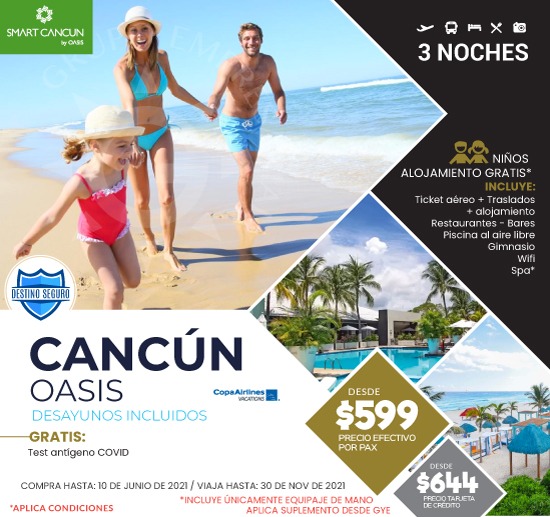 SMART CANCUN
by OASIS
3 NOCHES
NIÑOS
ALOJAMIENTO GRATIS*
INCLUYE:
Ticket aéreo + Traslados
+ alojamiento
Restaurantes - Bares
Piscina al aire libre
Gimnasio
Wifi
Spa*
DESTINO SEGURO
CANCÚN
OASIS
DESAYUNOS INCLUIDOS
CopaAirlines
VACATIONS
GRATIS:
Test antígeno COVID
DESDE
$599
PRECIO EFECTIVO
POR PAX
DESDE
$644
PRECIO TARJETA
DE CRÉDITO
COMPRA HASTA: 10 DE JUNIO DE 2021 / VIAJA HASTA: 30 DE NOV DE 2021
*APLICA CONDICIONES
*INCLUYE ÚNICAMENTE EQUIPAJE DE MANO
APLICA SUPLEMENTO DESDE GYE